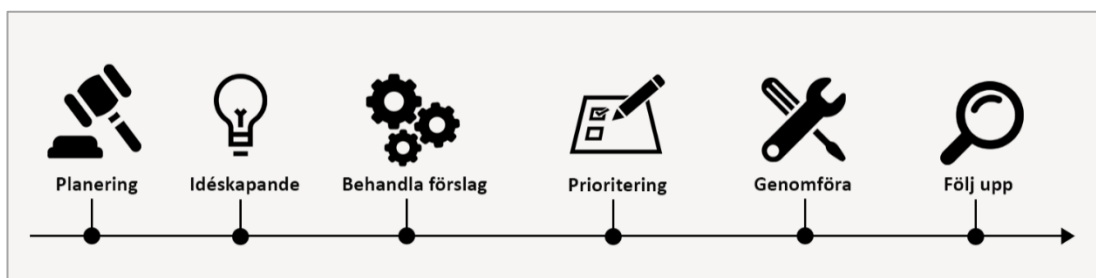 Planering
Idéskapande
Behandla förslag
Prioritering
Genomföra
Följ upp